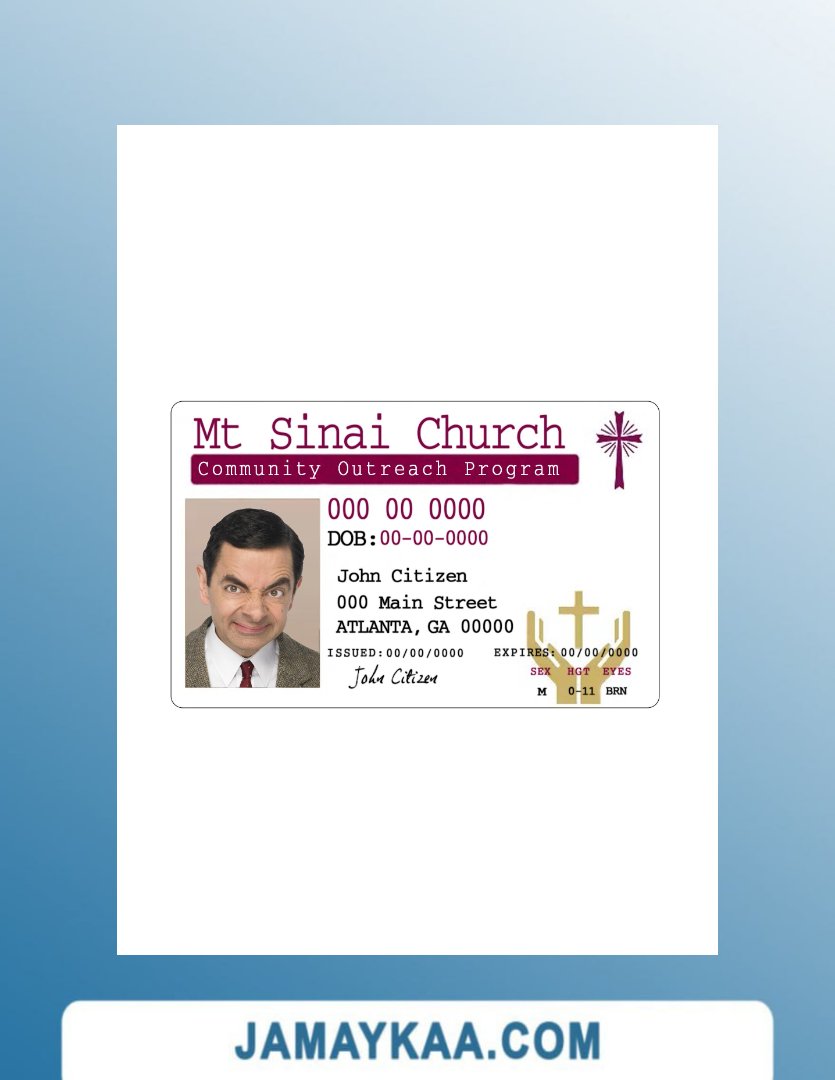 Mt Sinai Church
Community Outreach Program
000 00 0000
DOB:00-00-0000
John Citizen
000 Main Street
ATLANTA, GA 00000
ISSUED:00/00/0000 EXPIRES:00/00/0000
John Citizen
SEX HGT EYES
M 0-11 BRN
JAMAYKAA.COM